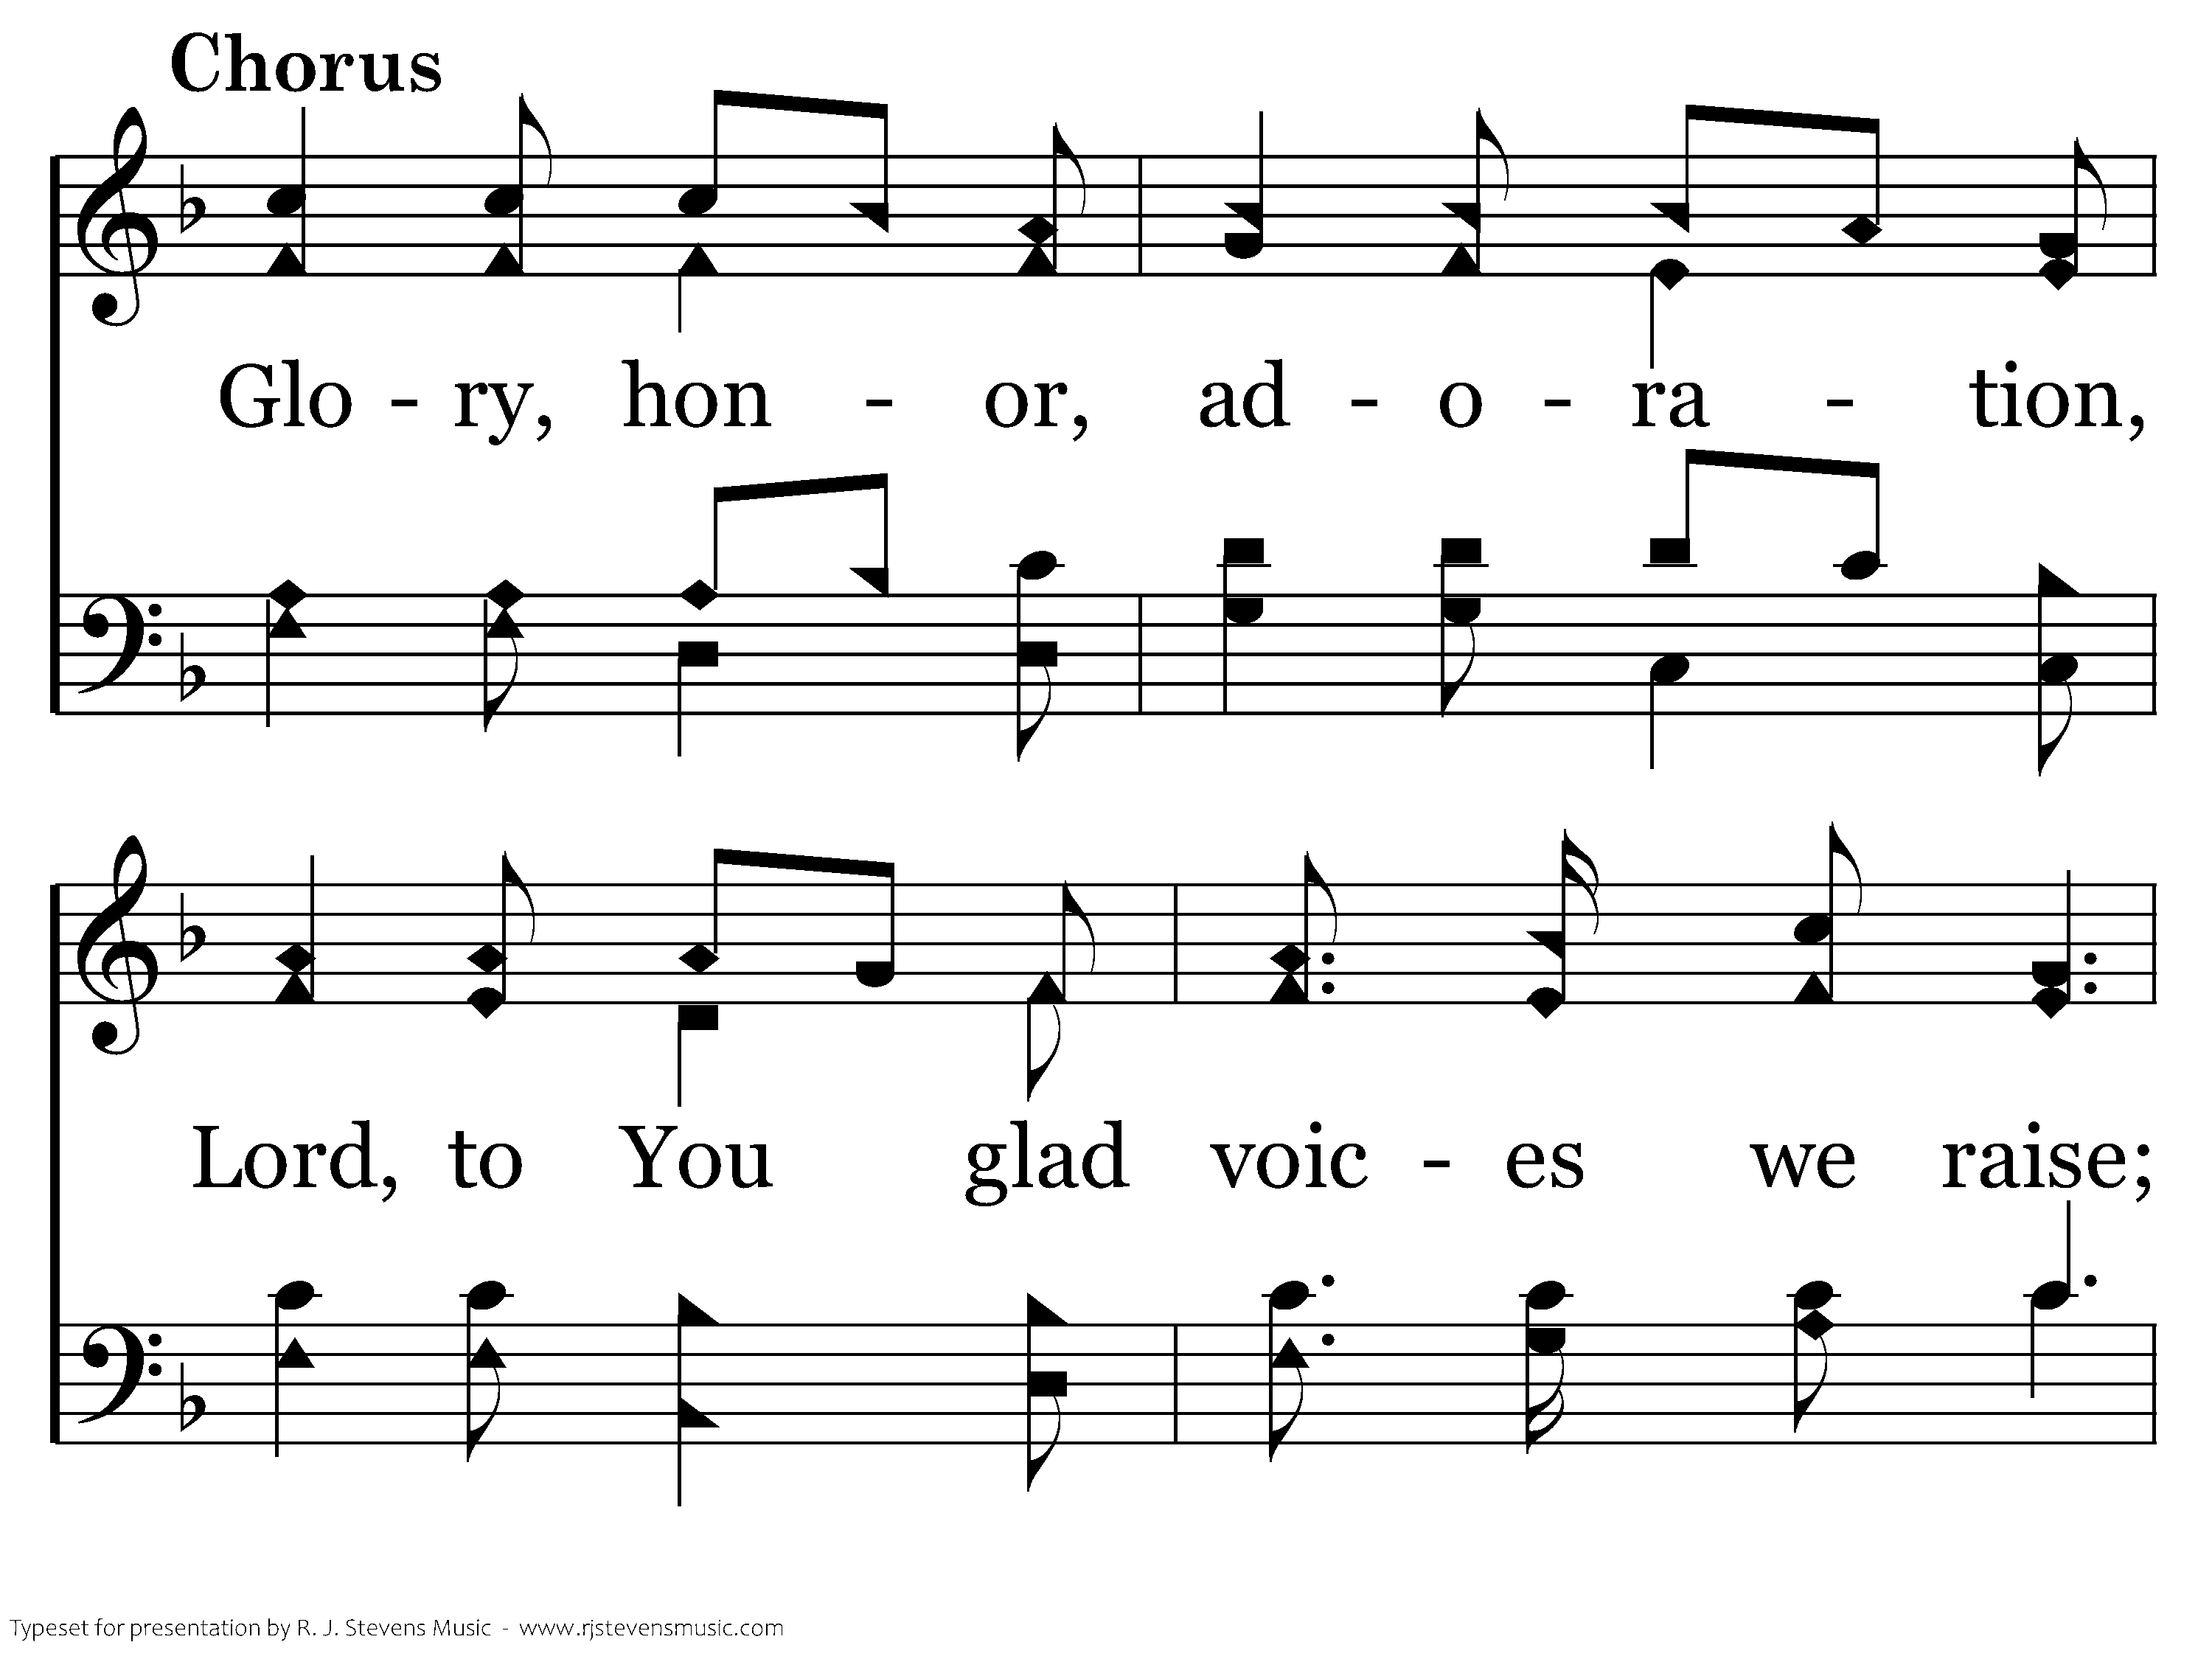 Chorus
Glo - ry, hon - or, ad - o - ra - tion,
Lord, to You glad voic - es we raise;
Typeset for presentation by R. J. Stevens Music - www.rjstevensmusic.com